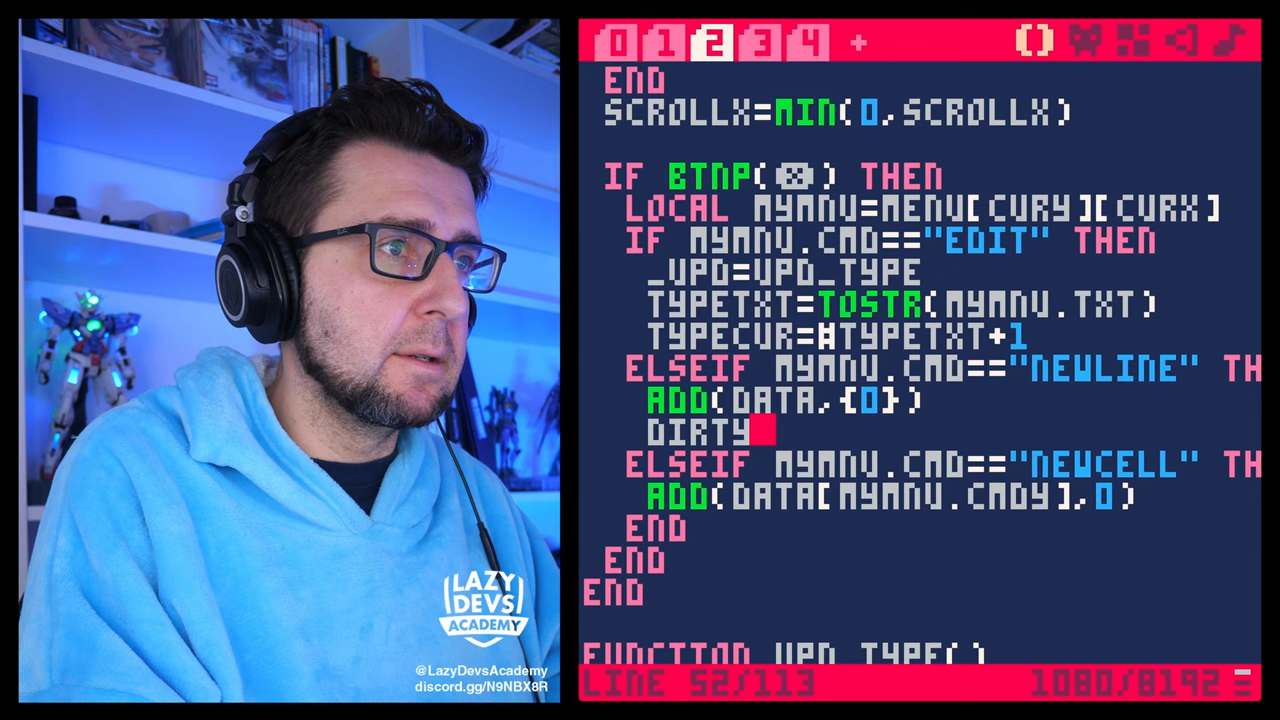 LAZY
DEVS
ACADEMY
@LazyDevsAcademy
discord.gg/N9NBX8R
0 1 2 3 4 +
END
SCROLLX=MIN(0,SCROLLX)
IF BTNP(❎) THEN
LOCAL MYMNU=MENU[CURY][CURX]
IF MYMNU.CMD=="EDIT" THEN
_UPD=UPD_TYPE
TYPETXT=TOSTR(MYMNU.TXT)
TYPECUR=#TYPETXT+1
ELSEIF MYMNU.CMD=="NEWLINE" TH
ADD(DATA,{0})
DIRTY
ELSEIF MYMNU.CMD=="NEWCELL" TH
ADD(DATA[MYMNU.CMDY],0)
END
END
END
FUNCTION UPD_TYPE()
LINE 52/113
1080/8192